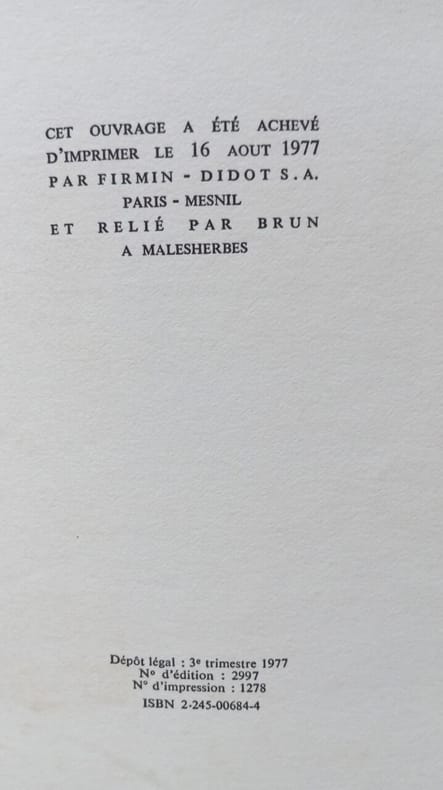 CET OUVRAGE A ÉTÉ ACHEVÉ
D'IMPRIMER LE 16 AOUT 1977
PAR FIRMIN - DIDOT S.A.
PARIS - MESNIL
ET RELIÉ PAR BRUN
A MALESHERBES
Dépôt légal : 3e trimestre 1977
No d'édition : 2997
N° d'impression : 1278
ISBN 2-245-00684-4